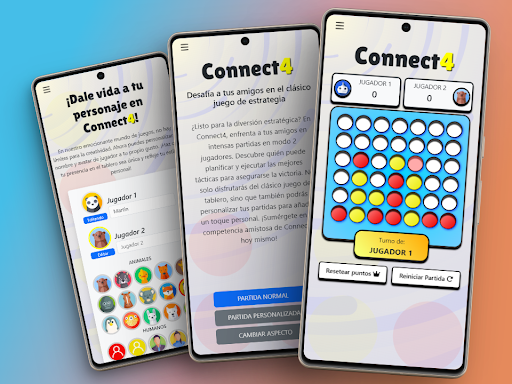 ¡Dale vida a tu
personaje en
Connect4!
En nuestro emocionante mundo de juegos, no hay
límites para la creatividad. Ahora puedes personalizar
nombre y avatar de jugador a tu propio gusto. ¡Haz
tu presencia en el tablero sea única y refleje tu
personal!
Jugador 1
Martín
Editando
Jugador 2
Jugador 2
Editar
ANIMALES
HUMANOS
Connect4
Desafía a tus amigos en el clásico
juego de estrategia
¿Listo para la diversión estratégica? En
Connect4, enfrenta a tus amigos en
intensas partidas en modo 2
jugadores. Descubre quién puede
planificar y ejecutar las mejores
tácticas para asegurarse la victoria. No
solo disfrutarás del clásico juego de
tablero, sino que también podrás
personalizar tus partidas para añadir
un toque personal. ¡Sumérgete en
competencia amistosa de Connect
hoy mismo!
PARTIDA NORMAL
PARTIDA PERSONALIZADA
CAMBIAR ASPECTO
Connect4
JUGADOR 1
0
JUGADOR 2
0
Turno de:
JUGADOR 1
Resetear puntos
Reiniciar Partida